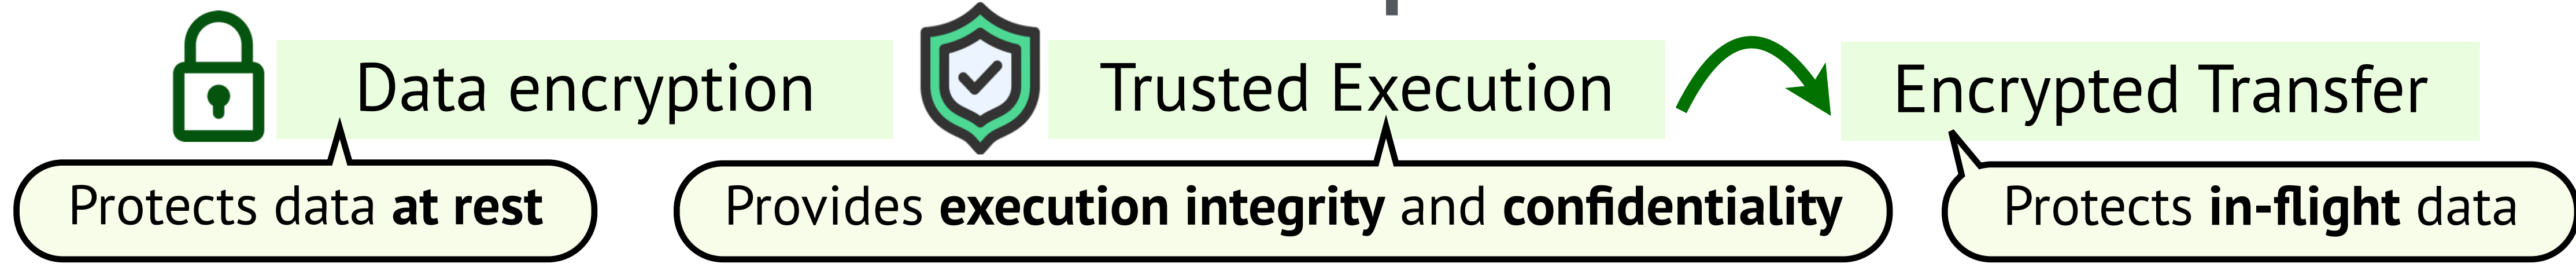 Data encryption
Trusted Execution
Encrypted Transfer
Protects data at rest
Provides execution integrity and confidentiality
Protects in-flight data